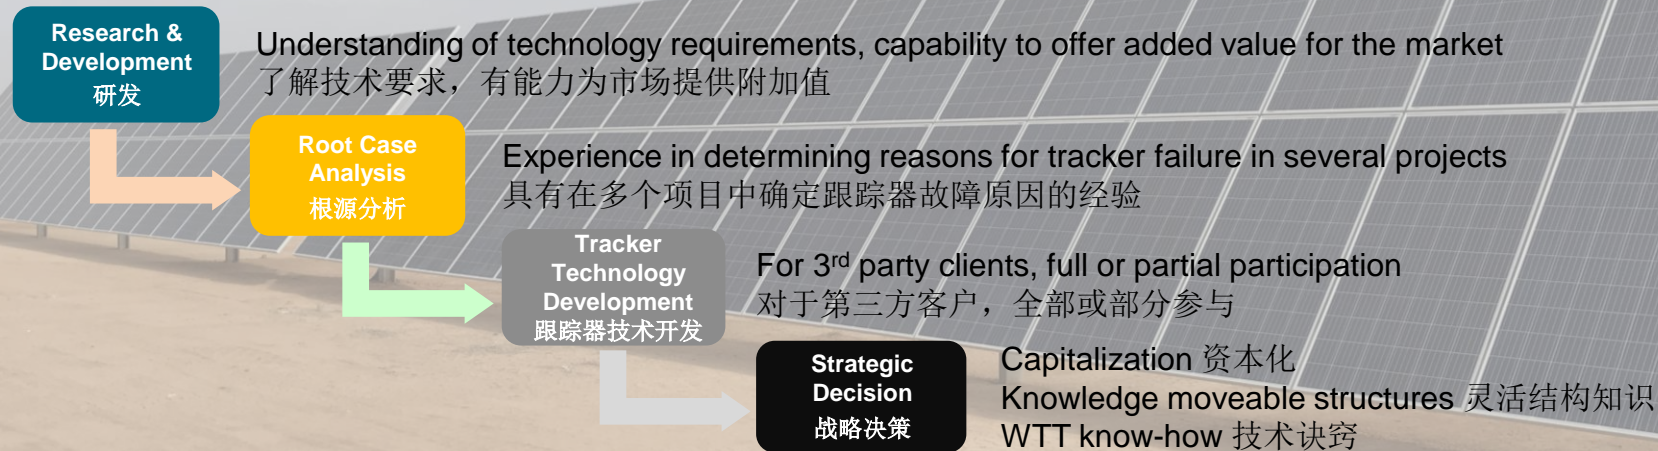 Research &
Development
研发
Understanding of technology requirements, capability to offer added value for the market
了解技术要求，有能力为市场提供附加值
Root Case
Analysis
根源分析
Experience in determining reasons for tracker failure in several projects
具有在多个项目中确定跟踪器故障原因的经验
Tracker
Technology
Development
跟踪器技术开发
For 3rd party clients, full or partial participation
对于第三方客户，全部或部分参与
Strategic
Decision
战略决策
Capitalization 资本化
Knowledge moveable structures 灵活结构知识
WTT know-how 技术诀窍